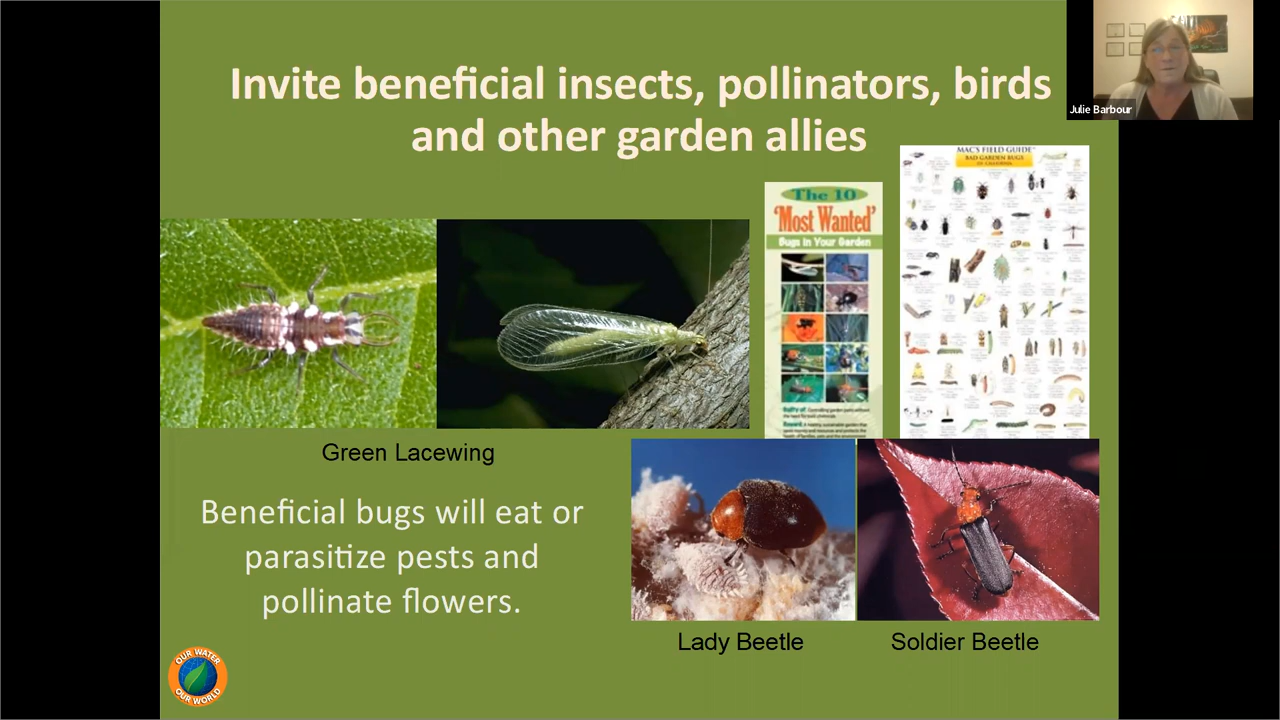 Invite beneficial insects, pollinators, birds
and other garden allies
Julie Barbour
MAC'S FIELD GUIDE
BAD GARDEN BUGS
OF CALIFORNIA
The 10
'Most Wanted'
Bugs in Your Garden
Green Lacewing
Beneficial bugs will eat or
parasitize pests and
pollinate flowers.
Lady Beetle
Soldier Beetle
OUR WATER
OUR WORLD